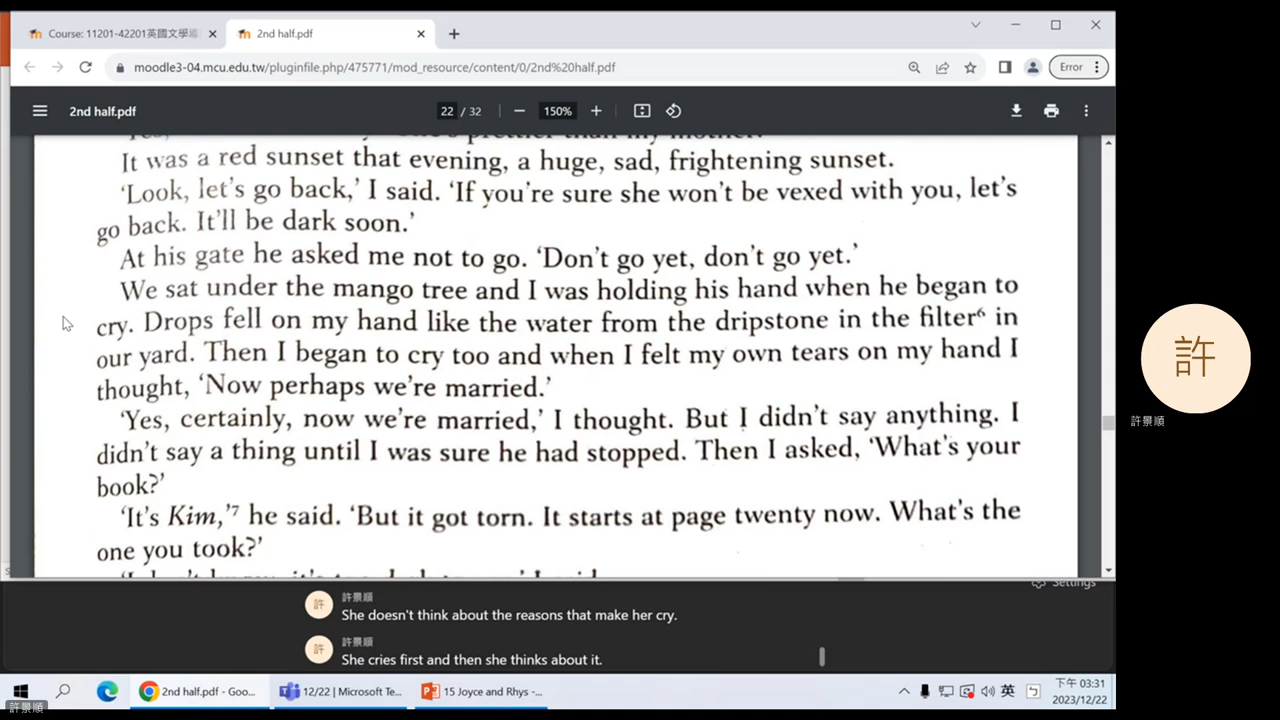 Course: 11201-42201英國文學
2nd half.pdf
moodle3-04.mcu.edu.tw/pluginfile.php/475771/mod_resource/content/0/2nd%20half.pdf
Error
2nd half.pdf
22 / 32
150%
Yes, prettier than my mother.
It was a red sunset that evening, a huge, sad, frightening sunset.
‘Look, let’s go back,’ I said. ‘If you’re sure she won’t be vexed with you, let’s
go back. It’ll be dark soon.’
At his gate he asked me not to go. ‘Don’t go yet, don’t go yet.’
We sat under the mango tree and I was holding his hand when he began to
cry. Drops fell on my hand like the water from the dripstone in the filter⁶ in
our yard. Then I began to cry too and when I felt my own tears on my hand I
thought, ‘Now perhaps we’re married.’
‘Yes, certainly, now we’re married,’ I thought. But I didn’t say anything. I
didn’t say a thing until I was sure he had stopped. Then I asked, ‘What’s your
book?’
‘It’s Kim,’⁷ he said. ‘But it got torn. It starts at page twenty now. What’s the
one you took?’
Settings
許 許景順
She doesn't think about the reasons that make her cry.
許 許景順
She cries first and then she thinks about it.
許
許景順
2nd half.pdf - Goo...
12/22 | Microsoft Te...
15 Joyce and Rhys -...
英
下午 03:31
2023/12/22
許景順